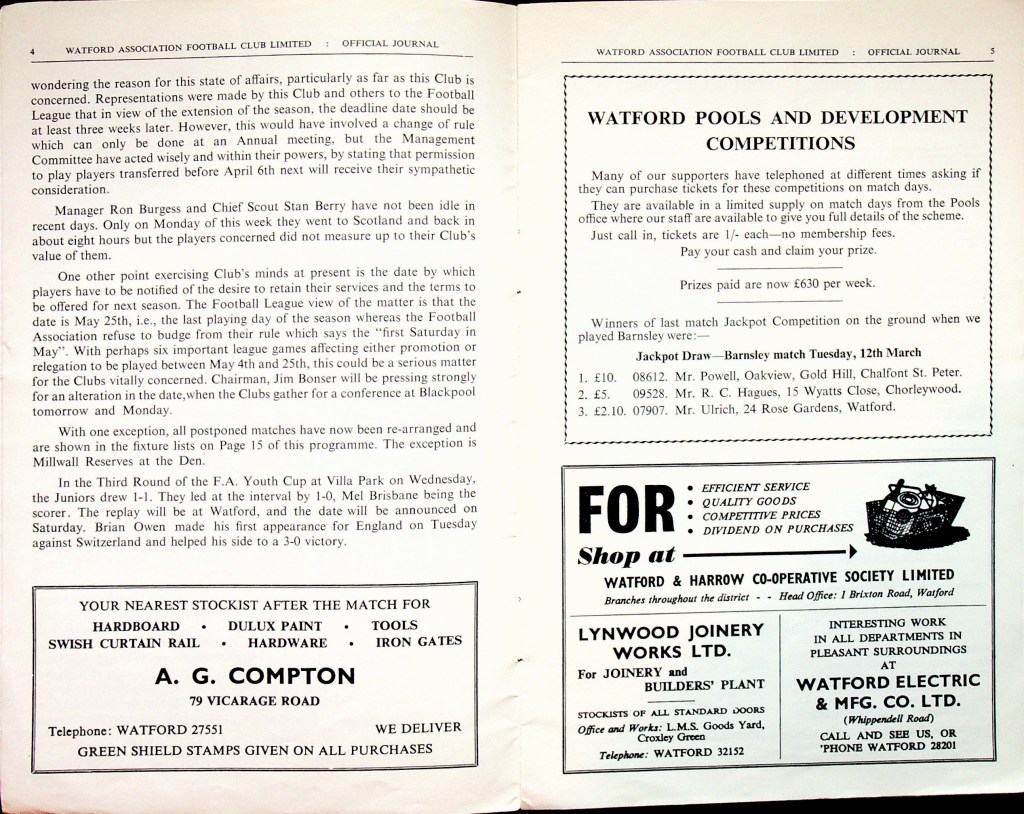 4 WATFORD ASSOCIATION FOOTBALL CLUB LIMITED : OFFICIAL JOURNAL
wondering the reason for this state of affairs, particularly as far as this Club is
concerned. Representations were made by this Club and others to the Football
League that in view of the extension of the season, the deadline date should be
at least three weeks later. However, this would have involved a change of rule
which can only be done at an Annual meeting, but the Management
Committee have acted wisely and within their powers, by stating that permission
to play players transferred before April 6th next will receive their sympathetic
consideration.
Manager Ron Burgess and Chief Scout Stan Berry have not been idle in
recent days. Only on Monday of this week they went to Scotland and back in
about eight hours but the players concerned did not measure up to their Club's
value of them.
One other point exercising Club's minds at present is the date by which
players have to be notified of the desire to retain their services and the terms to
be offered for next season. The Football League view of the matter is that the
date is May 25th, i.e., the last playing day of the season whereas the Football
Association refuse to budge from their rule which says the "first Saturday in
May". With perhaps six important league games affecting either promotion or
relegation to be played between May 4th and 25th, this could be a serious matter
for the Clubs vitally concerned. Chairman, Jim Bonser will be pressing strongly
for an alteration in the date,when the Clubs gather for a conference at Blackpool
tomorrow and Monday.
With one exception, all postponed matches have now been re-arranged and
are shown in the fixture lists on Page 15 of this programme. The exception is
Millwall Reserves at the Den.
In the Third Round of the F.A. Youth Cup at Villa Park on Wednesday,
the Juniors drew 1-1. They led at the interval by 1-0, Mel Brisbane being the
scorer. The replay will be at Watford, and the date will be announced on
Saturday. Brian Owen made his first appearance for England on Tuesday
against Switzerland and helped his side to a 3-0 victory.
YOUR NEAREST STOCKIST AFTER THE MATCH FOR
HARDBOARD • DULUX PAINT • TOOLS
SWISH CURTAIN RAIL • HARDWARE • IRON GATES
A. G. COMPTON
79 VICARAGE ROAD
Telephone: WATFORD 27551 WE DELIVER
GREEN SHIELD STAMPS GIVEN ON ALL PURCHASES
WATFORD ASSOCIATION FOOTBALL CLUB LIMITED : OFFICIAL JOURNAL 5
WATFORD POOLS AND DEVELOPMENT
COMPETITIONS
Many of our supporters have telephoned at different times asking if
they can purchase tickets for these competitions on match days.
They are available in a limited supply on match days from the Pools
office where our staff are available to give you full details of the scheme.
Just call in, tickets are 1/- each—no membership fees.
Pay your cash and claim your prize.
Prizes paid are now £630 per week.
Winners of last match Jackpot Competition on the ground when we
played Barnsley were:—
Jackpot Draw—Barnsley match Tuesday, 12th March
1. £10. 08612. Mr. Powell, Oakview, Gold Hill, Chalfont St. Peter.
2. £5. 09528. Mr. R. C. Hagues, 15 Wyatts Close, Chorleywood.
3. £2.10. 07907. Mr. Ulrich, 24 Rose Gardens, Watford.
FOR
• EFFICIENT SERVICE
• QUALITY GOODS
• COMPETITIVE PRICES
• DIVIDEND ON PURCHASES
Shop at
WATFORD & HARROW CO-OPERATIVE SOCIETY LIMITED
Branches throughout the district - - Head Office: 1 Brixton Road, Watford
LYNWOOD JOINERY
WORKS LTD.
For JOINERY and
BUILDERS' PLANT
STOCKISTS OF ALL STANDARD DOORS
Office and Works: L.M.S. Goods Yard,
Croxley Green
Telephone: WATFORD 32152
INTERESTING WORK
IN ALL DEPARTMENTS IN
PLEASANT SURROUNDINGS
AT
WATFORD ELECTRIC
& MFG. CO. LTD.
(Whippendell Road)
CALL AND SEE US, OR
'PHONE WATFORD 28201